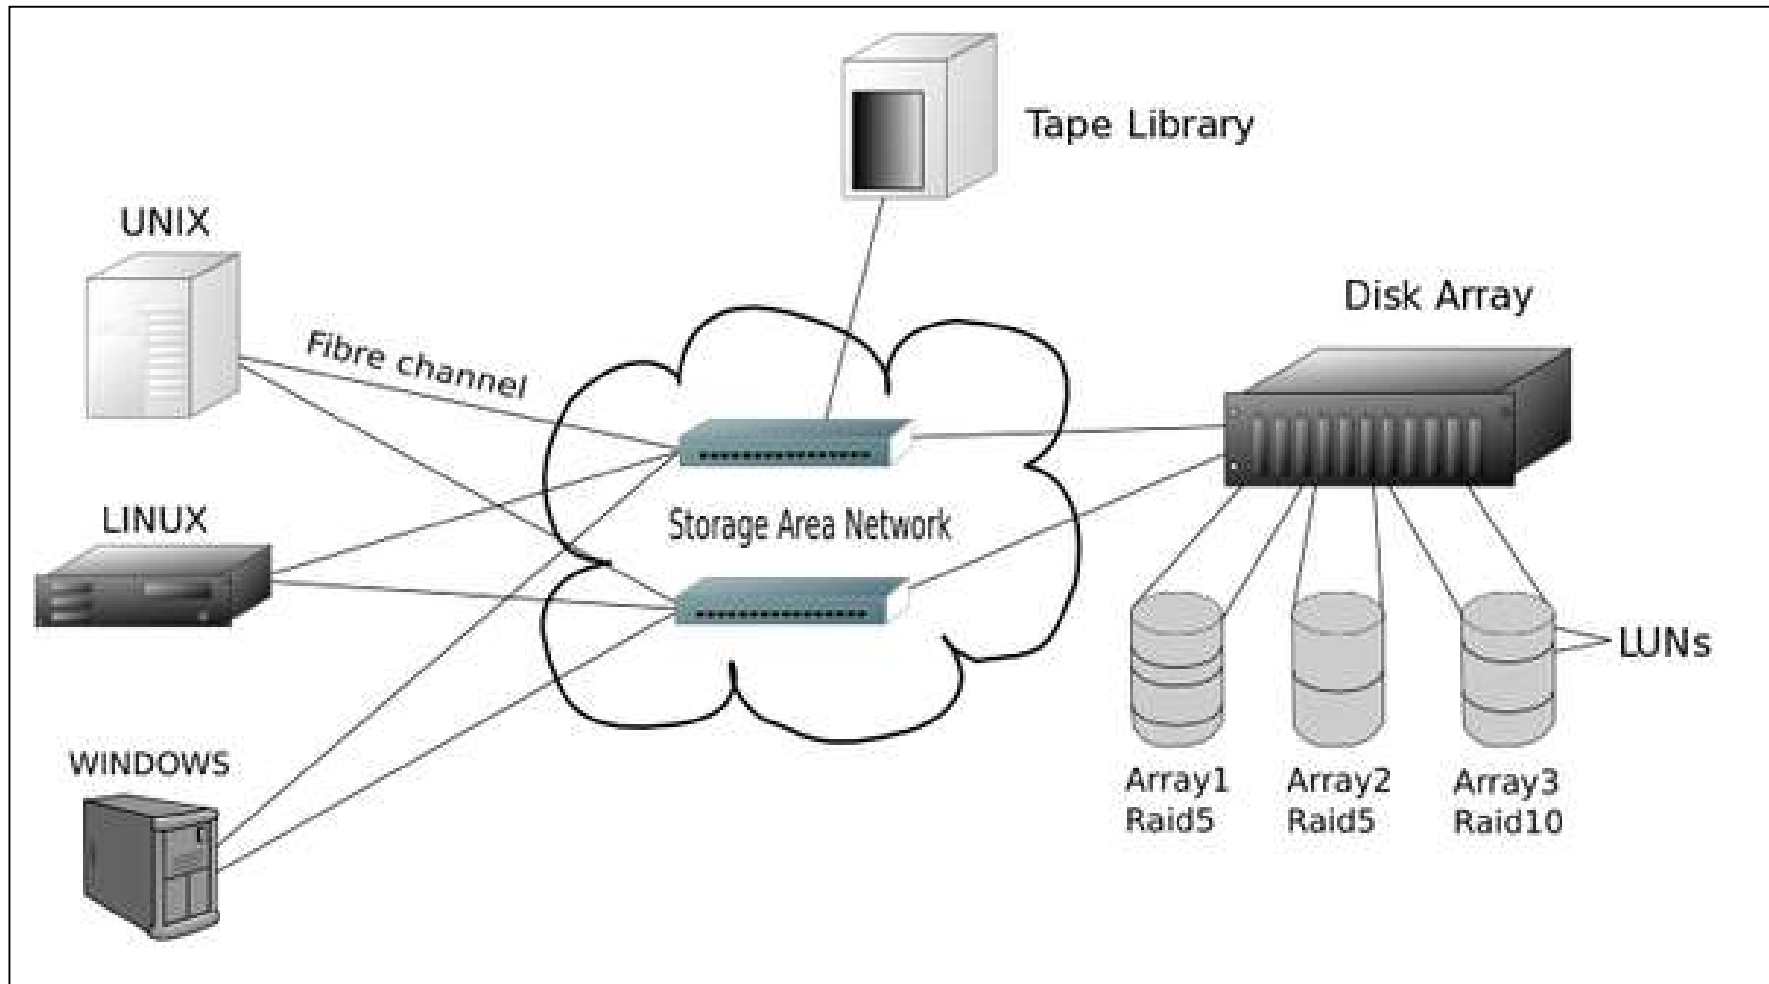 Tape Library
UNIX
Disk Array
Fibre channel
LINUX
Storage Area Network
LUNs
WINDOWS
Array1
Raid5
Array2
Raid5
Array3
Raid10